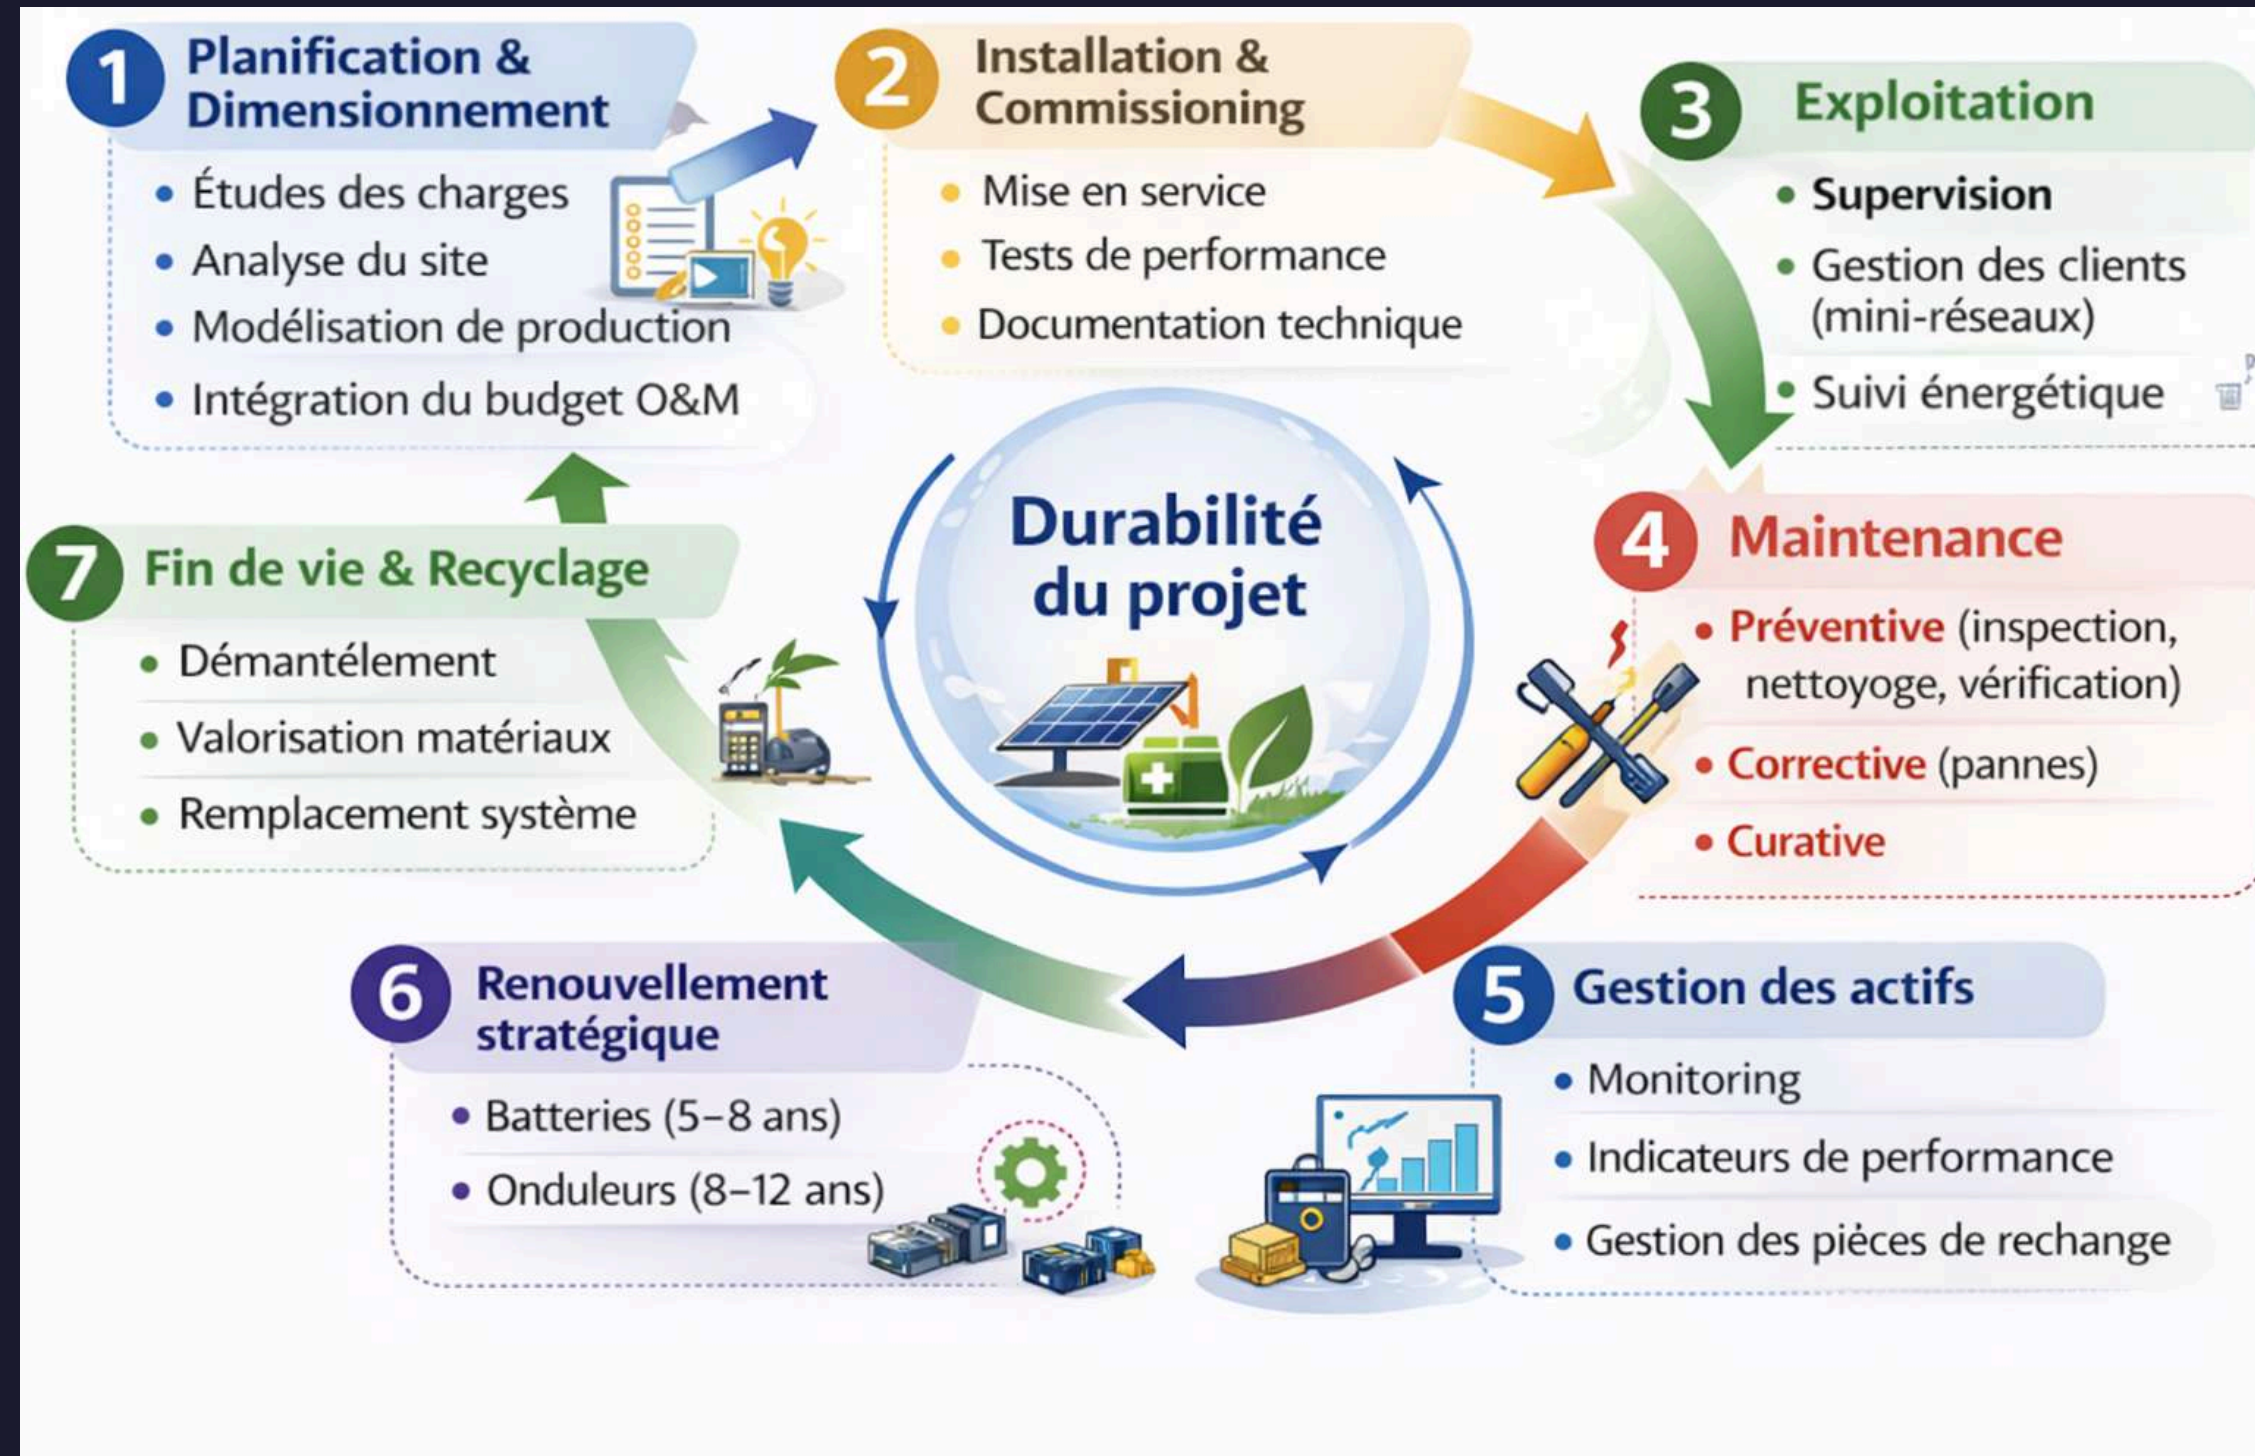 1
Planification &
Dimensionnement
• Études des charges
• Analyse du site
• Modélisation de production
• Intégration du budget O&M
2
Installation &
Commissioning
• Mise en service
• Tests de performance
• Documentation technique
3
Exploitation
• Supervision
• Gestion des clients
(mini-réseaux)
• Suivi énergétique
Durabilité
du projet
4
Maintenance
• Préventive (inspection,
nettoyoge, vérification)
• Corrective (pannes)
• Curative
5
Gestion des actifs
• Monitoring
• Indicateurs de performance
• Gestion des pièces de rechange
6
Renouvellement
stratégique
• Batteries (5–8 ans)
• Onduleurs (8–12 ans)
7
Fin de vie & Recyclage
• Démantélement
• Valorisation matériaux
• Remplacement système